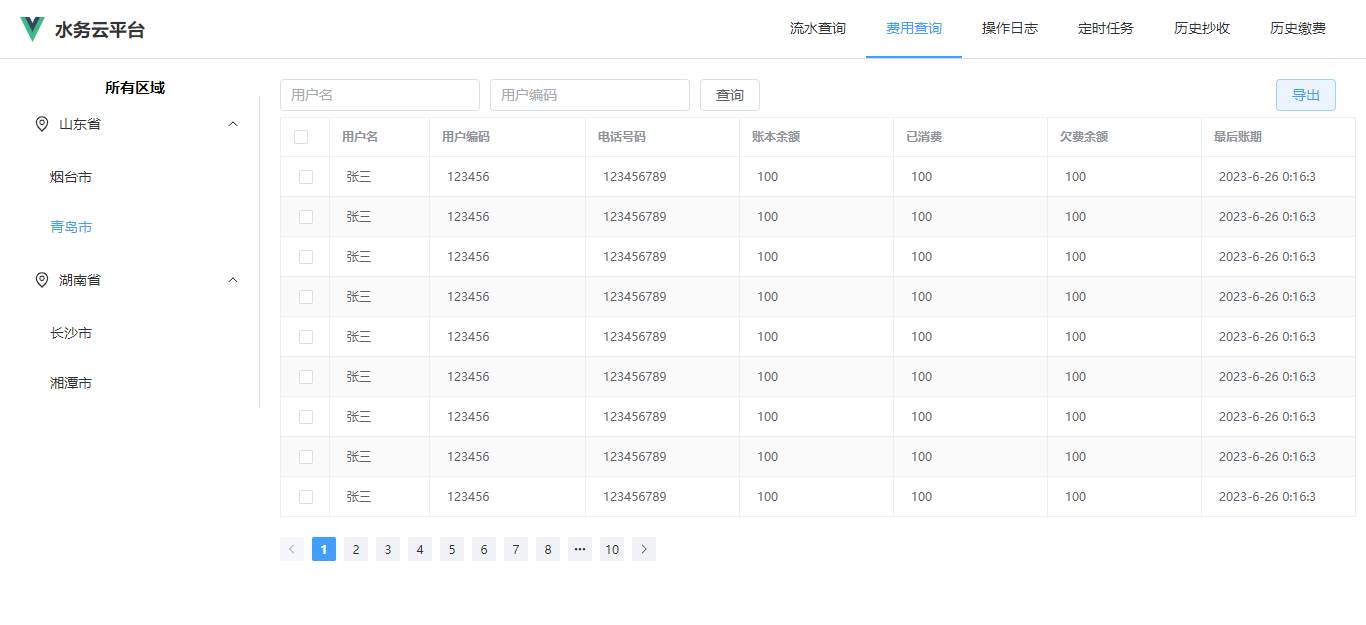 水务云平台 流水查询 费用查询 操作日志 定时任务 历史抄收 历史缴费
所有区域
山东省
烟台市
青岛市
湖南省
长沙市
湘潭市
用户名 用户编码 查询 导出
用户名 用户编码 电话号码 账本余额 已消费 欠费余额 最后账期
张三 123456 123456789 100 100 100 2023-6-26 0:16:3
张三 123456 123456789 100 100 100 2023-6-26 0:16:3
张三 123456 123456789 100 100 100 2023-6-26 0:16:3
张三 123456 123456789 100 100 100 2023-6-26 0:16:3
张三 123456 123456789 100 100 100 2023-6-26 0:16:3
张三 123456 123456789 100 100 100 2023-6-26 0:16:3
张三 123456 123456789 100 100 100 2023-6-26 0:16:3
张三 123456 123456789 100 100 100 2023-6-26 0:16:3
张三 123456 123456789 100 100 100 2023-6-26 0:16:3
1 2 3 4 5 6 7 8 ··· 10